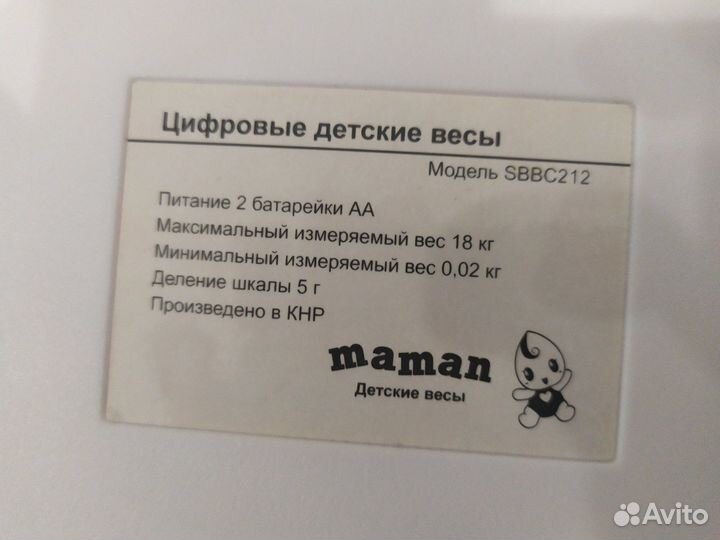 Цифровые детские весы
Модель SBBC212
Питание 2 батарейки АА
Максимальный измеряемый вес 18 кг
Минимальный измеряемый вес 0,02 кг
Деление шкалы 5 г
Произведено в КНР
maman
Детские весы
Avito